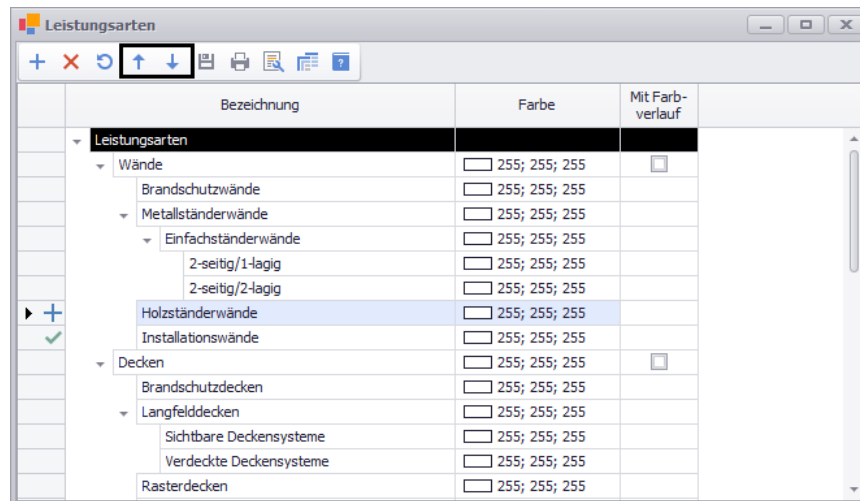 Leistungsarten
Bezeichnung Farbe Mit Farb-
verlauf
Leistungsarten
Wände 255; 255; 255
Brandschutzwände 255; 255; 255
Metallständerwände 255; 255; 255
Einfachständerwände 255; 255; 255
2-seitig/1-lagig 255; 255; 255
2-seitig/2-lagig 255; 255; 255
Holzständerwände 255; 255; 255
Installationswände 255; 255; 255
Decken 255; 255; 255
Brandschutzdecken 255; 255; 255
Langfelddecken 255; 255; 255
Sichtbare Deckensysteme 255; 255; 255
Verdeckte Deckensysteme 255; 255; 255
Rasterdecken 255; 255; 255